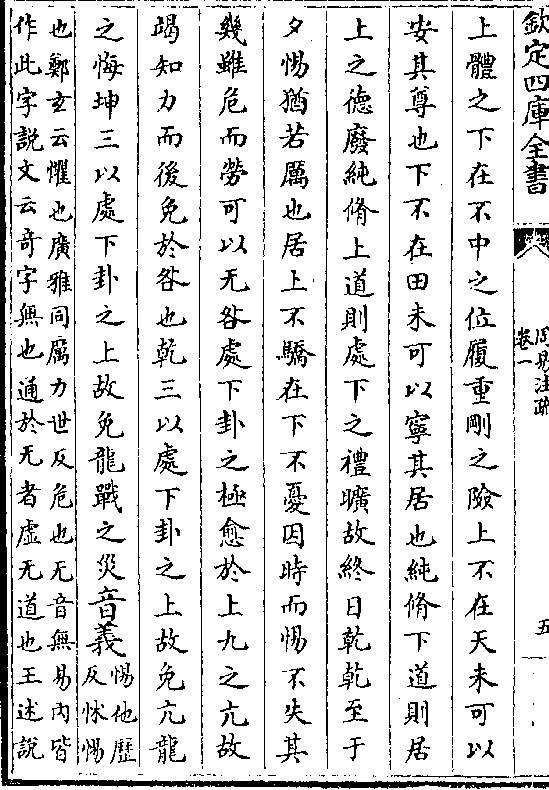 欽定四庫全書
周易注疏
卷一
五
上體之下在不中之位履重剛之險上不在天未可以
安其尊也下不在田未可以寧其居也純脩下道則居
上之德廢純脩上道則處下之禮曠故終日乾乾至于
夕惕猶若厲也居上不驕在下不憂因時而惕不失其
幾雖危而勞可以无咎處下卦之極愈於上九之亢故
竭知力而後免於咎也乾三以處下卦之上故免亢龍
之悔坤三以處下卦之上故免龍戰之災音義惕他歷
反怵惕
也鄭玄云懼也廣雅同厲力世反危也无音無易內皆
作此字說文云奇字無也通於无者虛无道也王述說